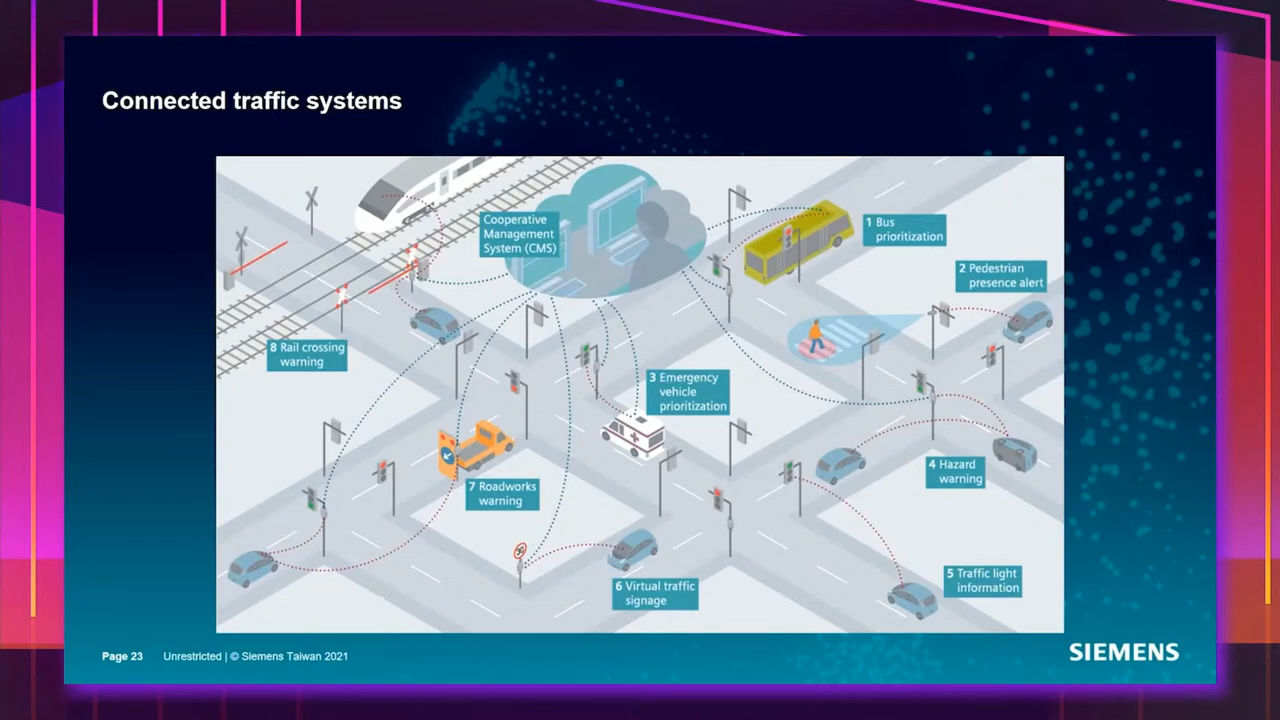 Connected traffic systems
Cooperative
Management
System (CMS)
1 Bus
prioritization
2 Pedestrian
presence alert
8 Rail crossing
warning
3 Emergency
vehicle
prioritization
4 Hazard
warning
7 Roadworks
warning
5 Traffic light
information
6 Virtual traffic
signage
Page 23 Unrestricted | © Siemens Taiwan 2021
SIEMENS